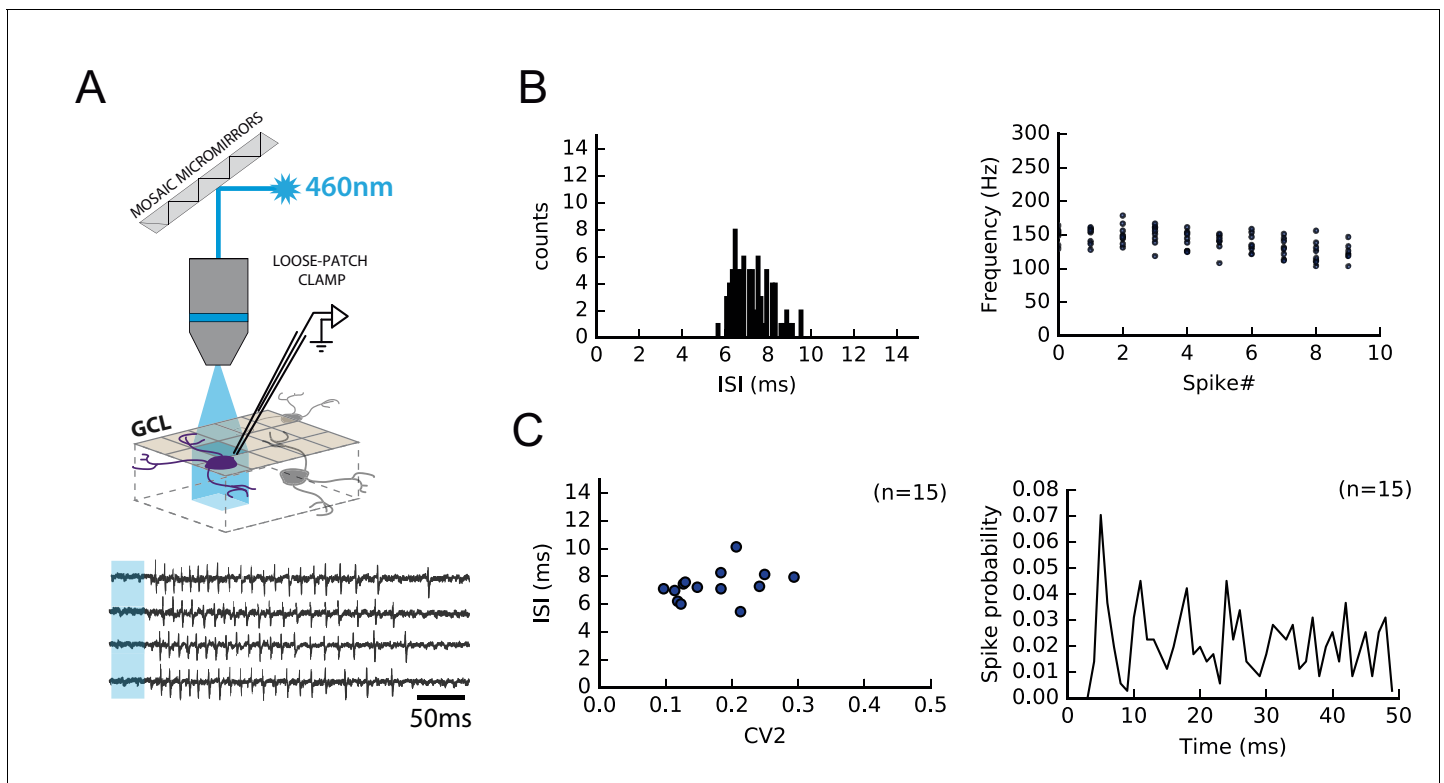 A
MOSAIC MICROMIRRORS
460nm
LOOSE-PATCH
CLAMP
GCL
50ms
B
14
12
10
8
6
4
2
0
counts
0 2 4 6 8 10 12 14
ISI (ms)
300
250
200
150
100
50
0
Frequency (Hz)
0 2 4 6 8 10
Spike#
C
(n=15)
14
12
10
8
6
4
2
0
ISI (ms)
0.0 0.1 0.2 0.3 0.4 0.5
CV2
(n=15)
0.08
0.07
0.06
0.05
0.04
0.03
0.02
0.01
0.00
Spike probability
0 10 20 30 40 50
Time (ms)